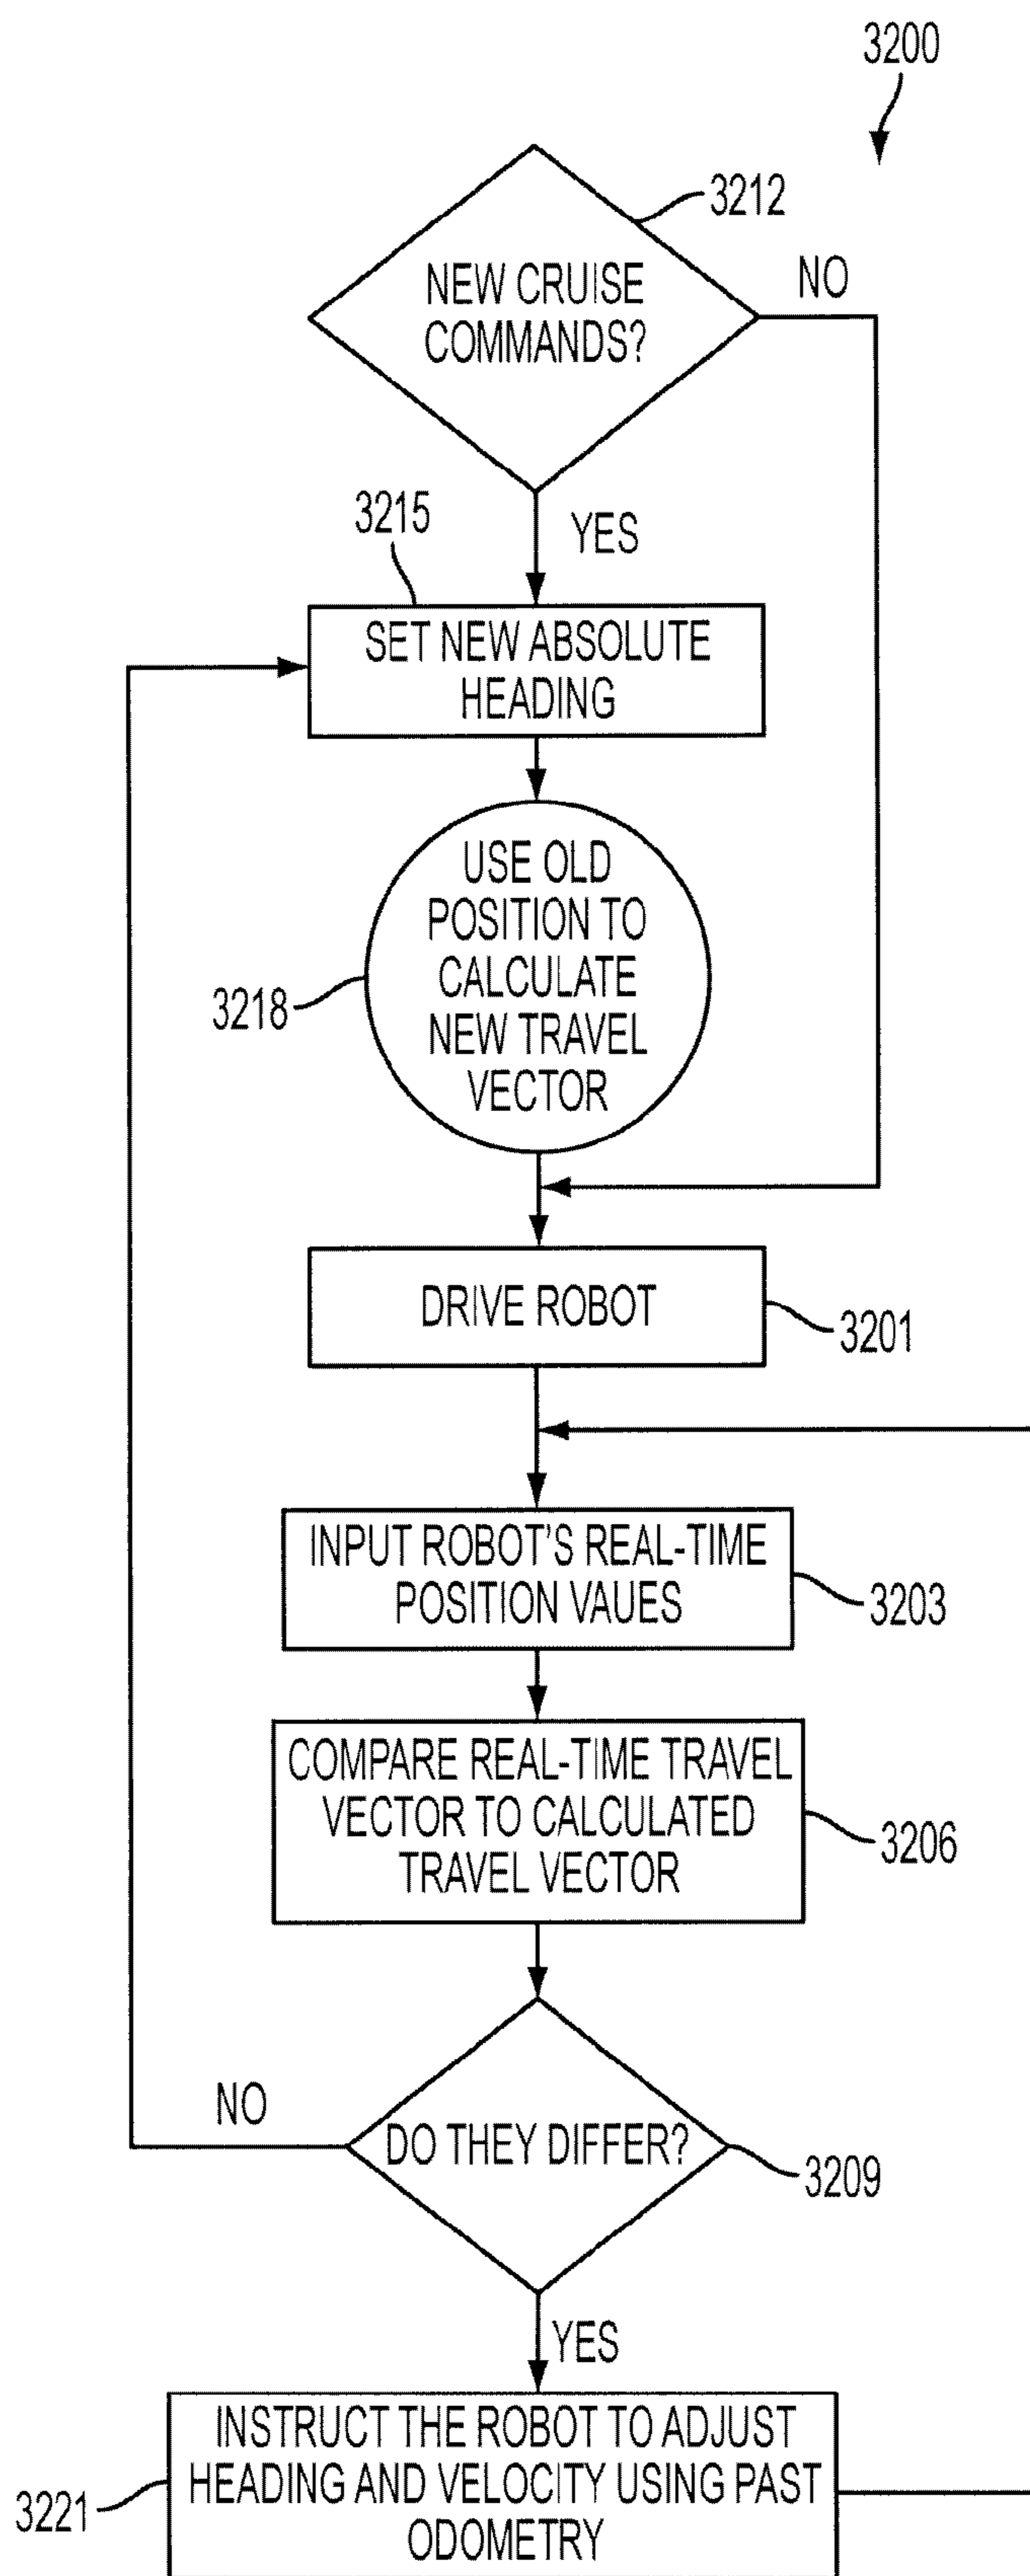 3200
3212
NEW CRUISE
COMMANDS?
NO
YES
3215
SET NEW ABSOLUTE
HEADING
USE OLD
POSITION TO
CALCULATE
NEW TRAVEL
VECTOR
3218
DRIVE ROBOT
3201
INPUT ROBOT'S REAL-TIME
POSITION VAUES
3203
COMPARE REAL-TIME TRAVEL
VECTOR TO CALCULATED
TRAVEL VECTOR
3206
NO
DO THEY DIFFER?
3209
YES
INSTRUCT THE ROBOT TO ADJUST
HEADING AND VELOCITY USING PAST
ODOMETRY
3221